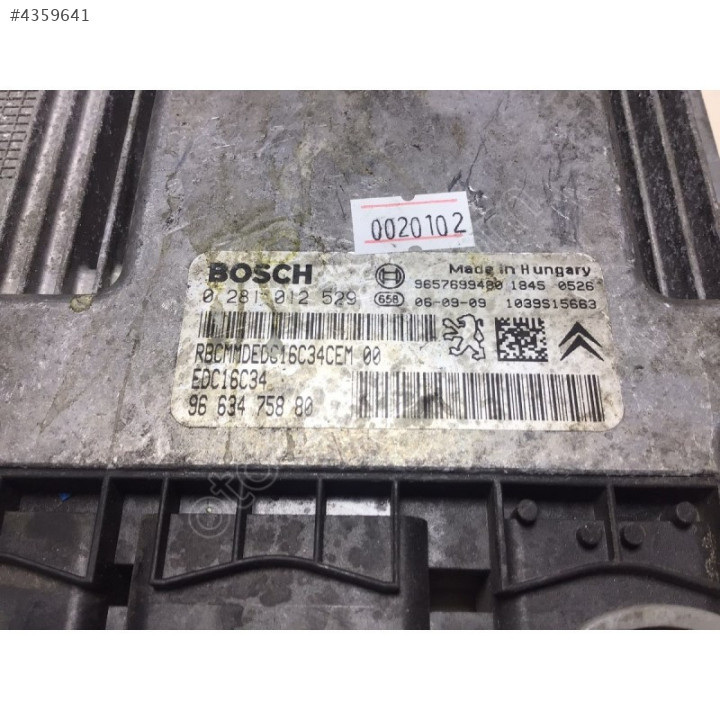 #4359641
0020102
BOSCH
Made in Hungary
9657699480 1845 0526
0 281 012 529
658
06-09-09
1039S15663
RBCMMDEDC16C34CEM 00
EDC16C34
96 634 758 80
oto